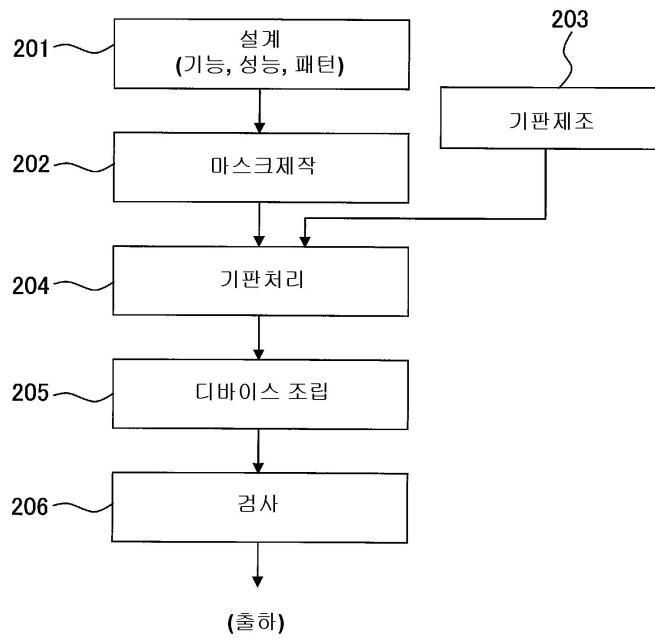 201
설계
(기능, 성능, 패턴)
203
기판제조
202
마스크제작
204
기판처리
205
디바이스 조립
206
검사
(출하)